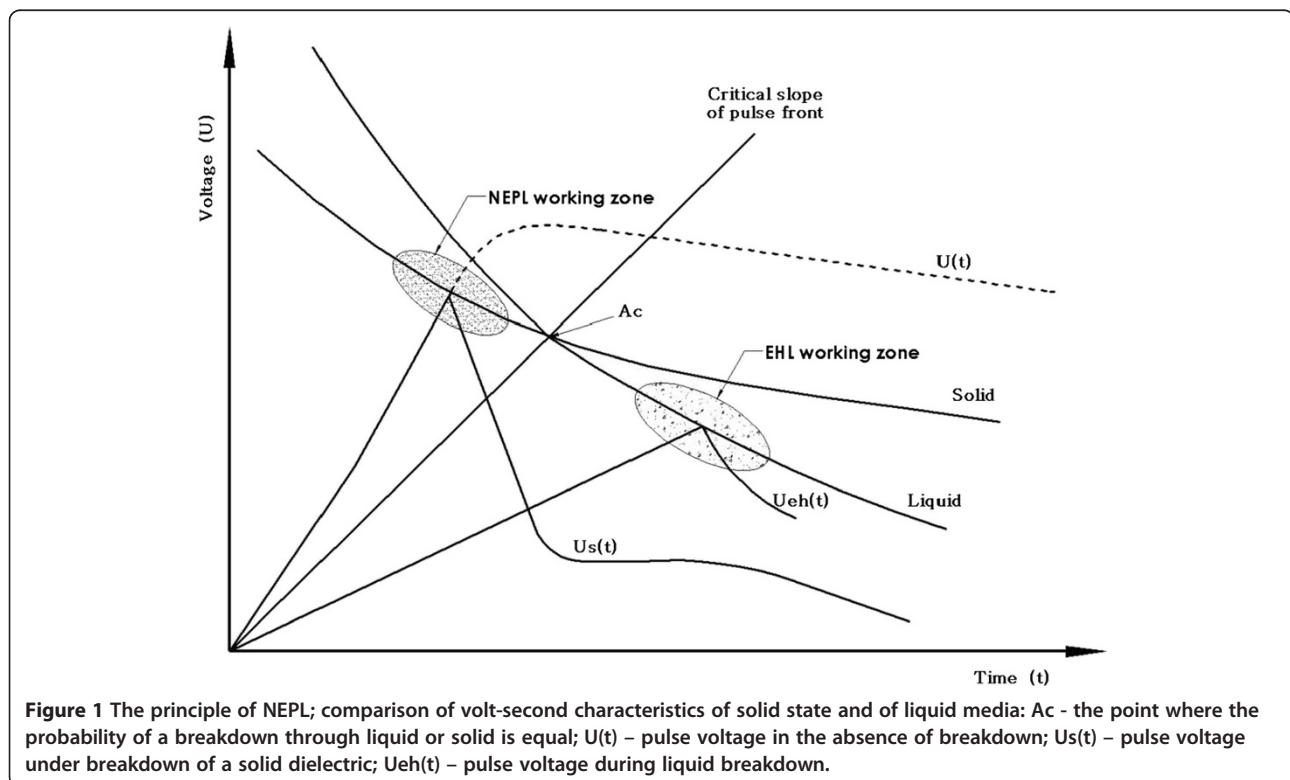 Voltage (U)
Critical slope
of pulse front
NEPL working zone
U(t)
Ac
EHL working zone
Solid
Ueh(t)
Liquid
Us(t)
Time (t)
Figure 1 The principle of NEPL; comparison of volt-second characteristics of solid state and of liquid media: Ac - the point where the
probability of a breakdown through liquid or solid is equal; U(t) – pulse voltage in the absence of breakdown; Us(t) – pulse voltage
under breakdown of a solid dielectric; Ueh(t) – pulse voltage during liquid breakdown.